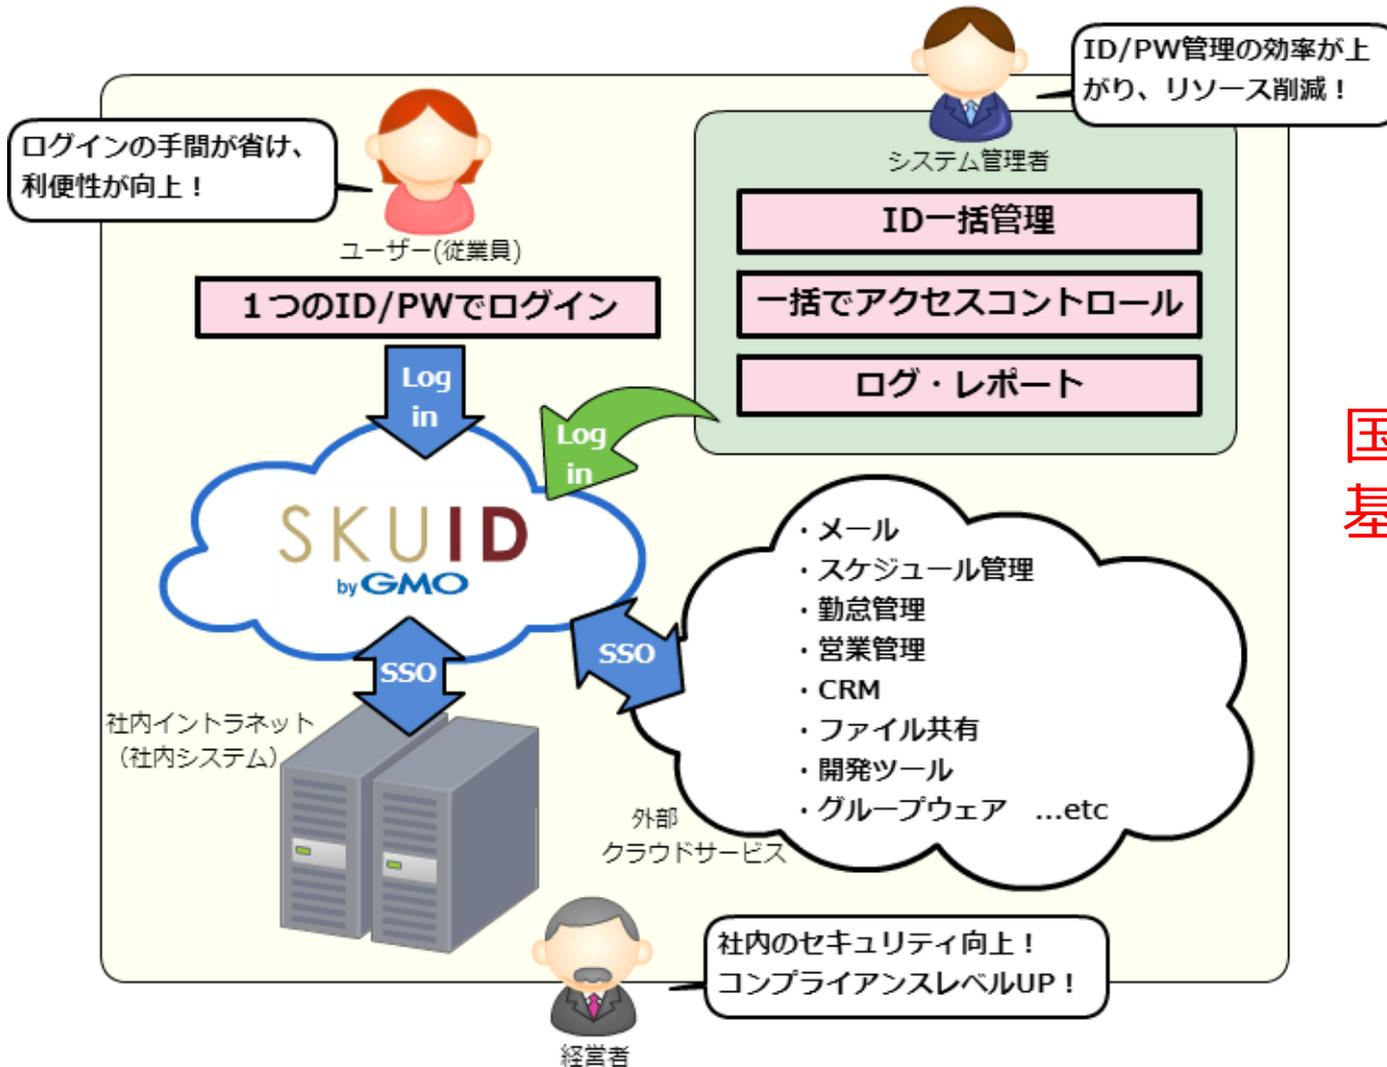 ID/PW管理の効率が上
がり、リソース削減！
ログインの手間が省け、
利便性が向上！
システム管理者
ID一括管理
ユーザー(従業員)
１つのID/PWでログイン
一括でアクセスコントロール
ログ・レポート
Log
in
Log
in
国
基
SKUID
by GMO
・メール
・スケジュール管理
・勤怠管理
・営業管理
・CRM
・ファイル共有
・開発ツール
・グループウェア　…etc
SSO
SSO
社内イントラネット
（社内システム）
外部
クラウドサービス
社内のセキュリティ向上！
コンプライアンスレベルUP！
経営者